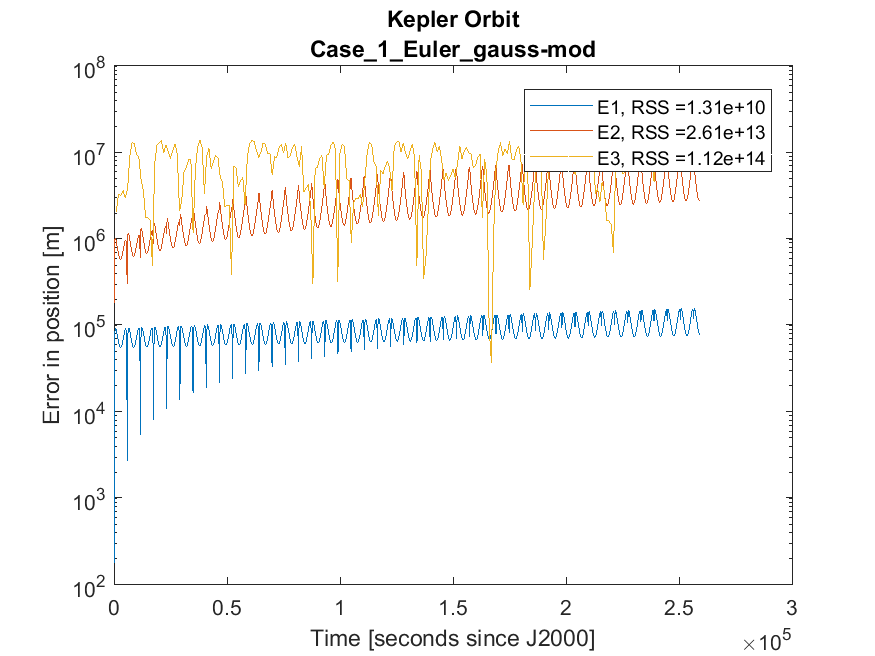 Kepler Orbit
Case_1_Euler_gauss-mod
10^8
10^7
10^6
10^5
10^4
10^3
10^2
Error in position [m]
E1, RSS =1.31e+10
E2, RSS =2.61e+13
E3, RSS =1.12e+14
0 0.5 1 1.5 2 2.5 3
Time [seconds since J2000]
×10^5